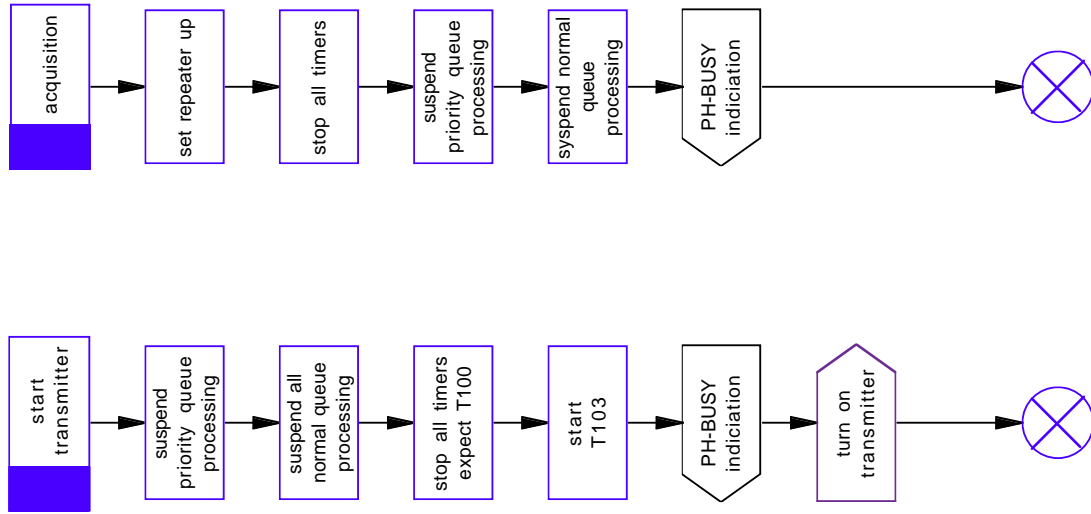 acquisition
set repeater up
stop all timers
suspend
priority queue
processing
syspend normal
queue
processing
PH-BUSY
indiciation
start
transmitter
suspend
priority queue
processing
suspend all
normal queue
processing
stop all timers
expect T100
start
T103
PH-BUSY
indiciation
turn on
transmitter